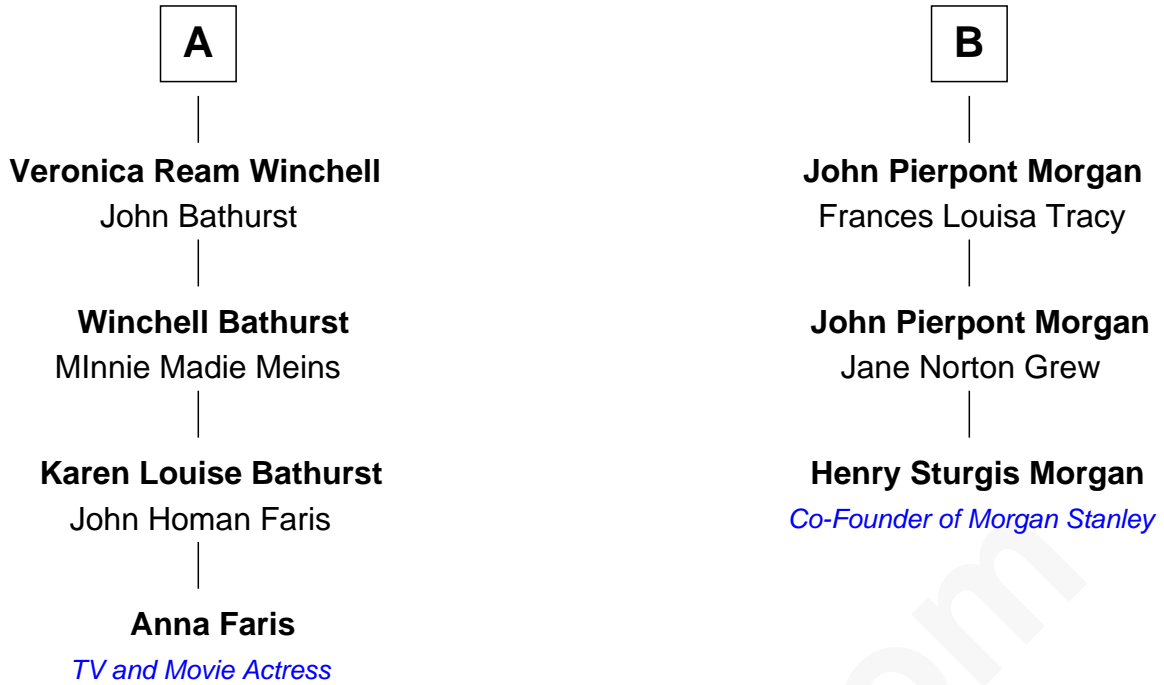 A
Veronica Ream Winchell
John Bathurst
Winchell Bathurst
MInnie Madie Meins
Karen Louise Bathurst
John Homan Faris
Anna Faris
TV and Movie Actress
B
John Pierpont Morgan
Frances Louisa Tracy
John Pierpont Morgan
Jane Norton Grew
Henry Sturgis Morgan
Co-Founder of Morgan Stanley
om